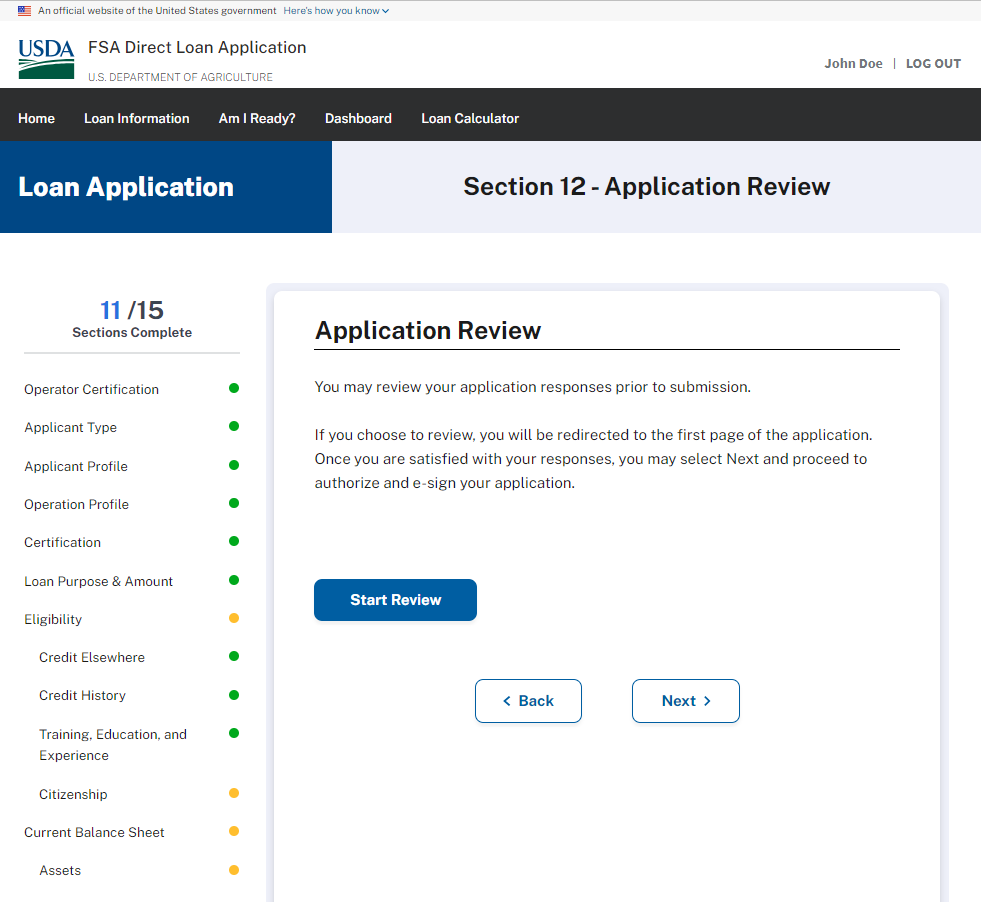 An official website of the United States government Here's how you know
USDA
FSA Direct Loan Application
U.S. DEPARTMENT OF AGRICULTURE
John Doe | LOG OUT
Home Loan Information Am I Ready? Dashboard Loan Calculator
Loan Application
Section 12 - Application Review
11 /15
Sections Complete
Operator Certification
Applicant Type
Applicant Profile
Operation Profile
Certification
Loan Purpose & Amount
Eligibility
Credit Elsewhere
Credit History
Training, Education, and
Experience
Citizenship
Current Balance Sheet
Assets
Application Review
You may review your application responses prior to submission.
If you choose to review, you will be redirected to the first page of the application.
Once you are satisfied with your responses, you may select Next and proceed to
authorize and e-sign your application.
Start Review
< Back
Next >